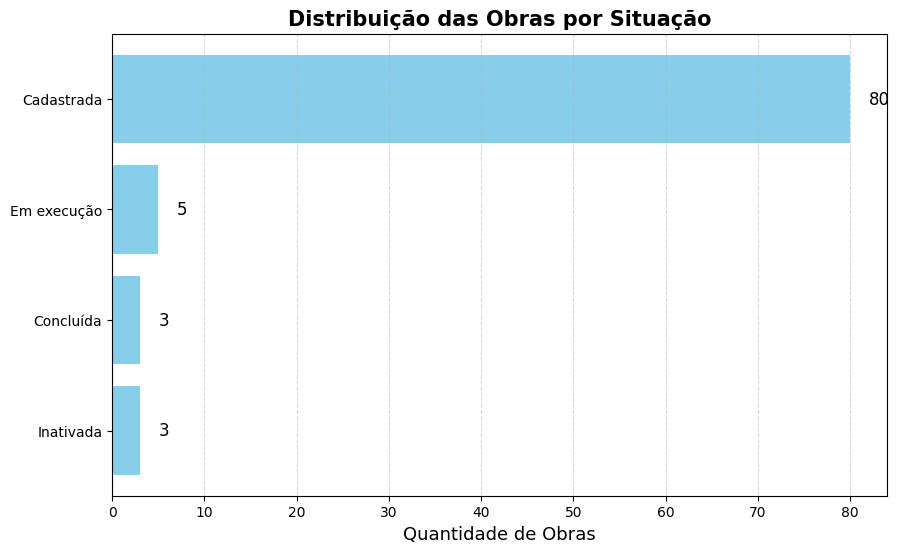 Distribuição das Obras por Situação
Cadastrada
80
Em execução
5
Concluída
3
Inativada
3
0 10 20 30 40 50 60 70 80
Quantidade de Obras